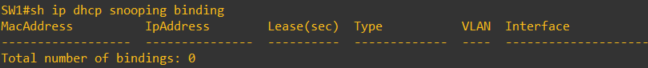 SW1#sh ip dhcp snooping binding
MacAddress          IpAddress        Lease(sec)  Type           VLAN  Interface
------------------  ---------------  ----------  -------------  ----  --------------------
Total number of bindings: 0